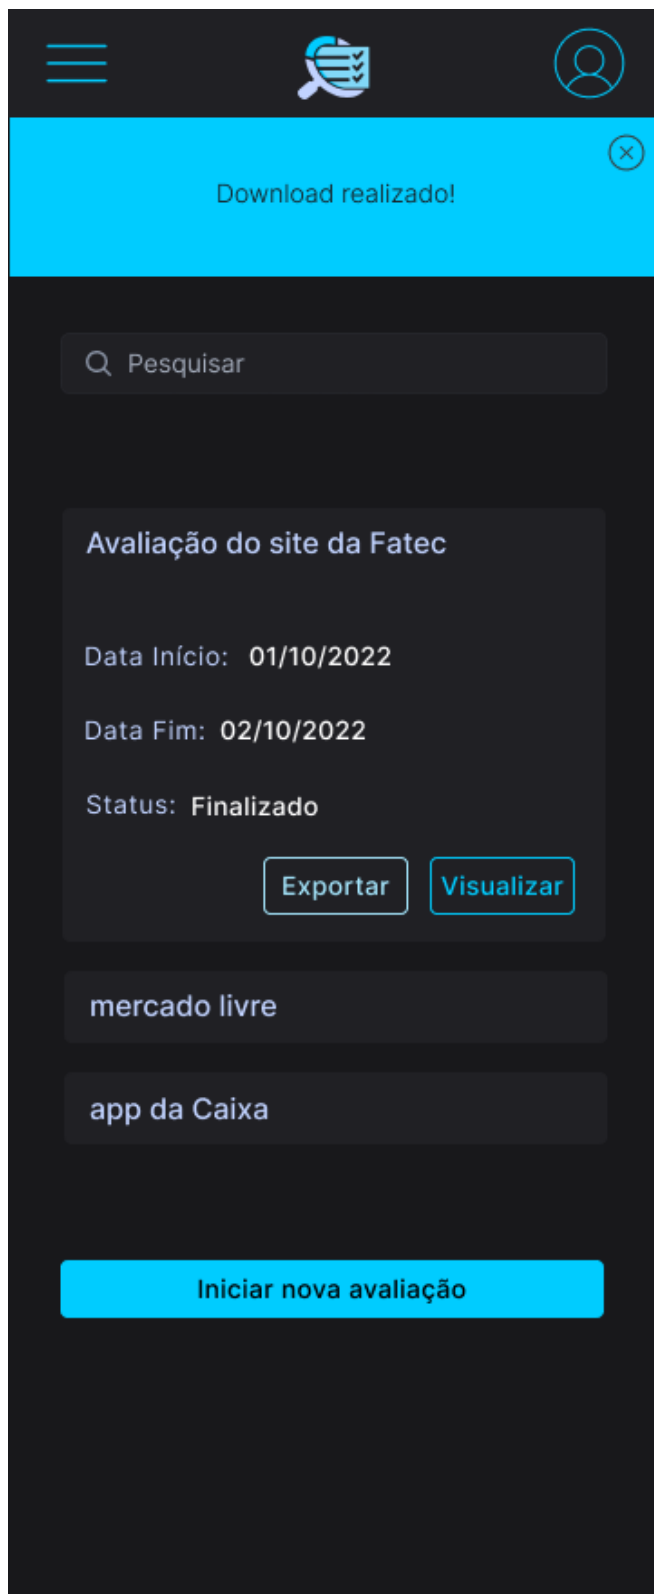 Download realizado!
Pesquisar
Avaliação do site da Fatec
Data Início: 01/10/2022
Data Fim: 02/10/2022
Status: Finalizado
Exportar Visualizar
mercado livre
app da Caixa
Iniciar nova avaliação